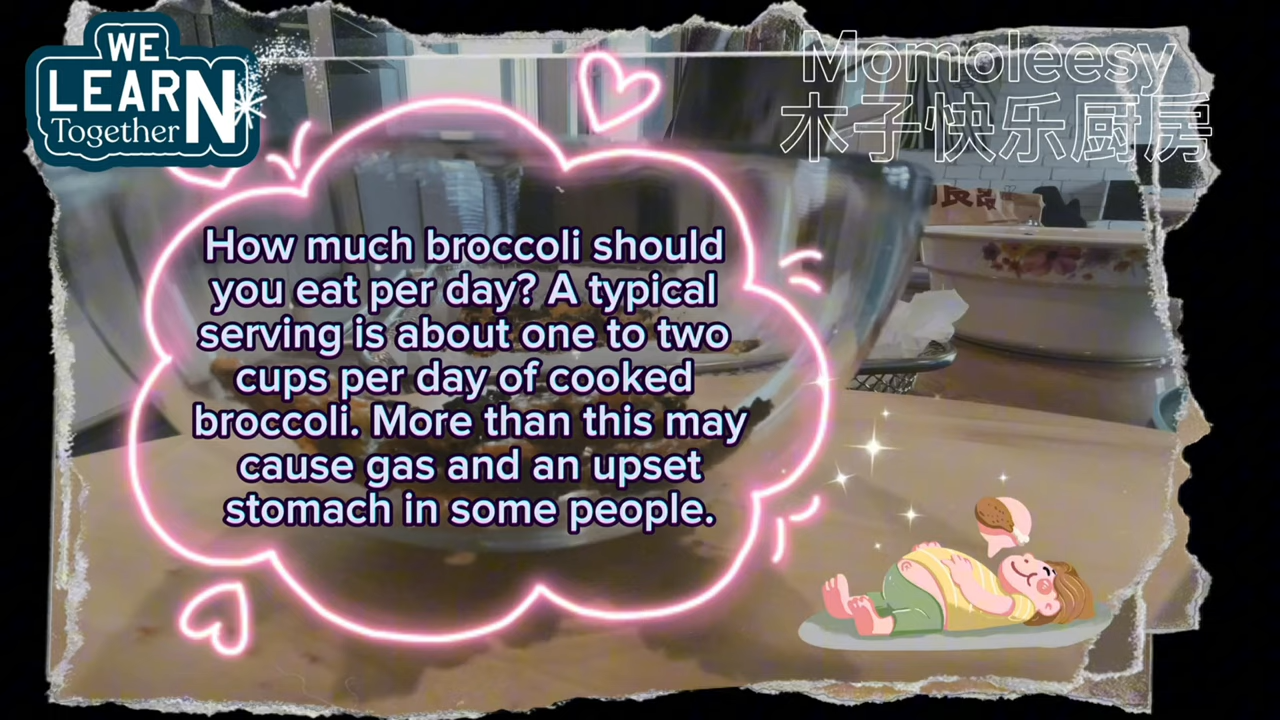 WE
LEARN
Together
Momoleesy
木子快乐厨房
How much broccoli should
you eat per day? A typical
serving is about one to two
cups per day of cooked
broccoli. More than this may
cause gas and an upset
stomach in some people.